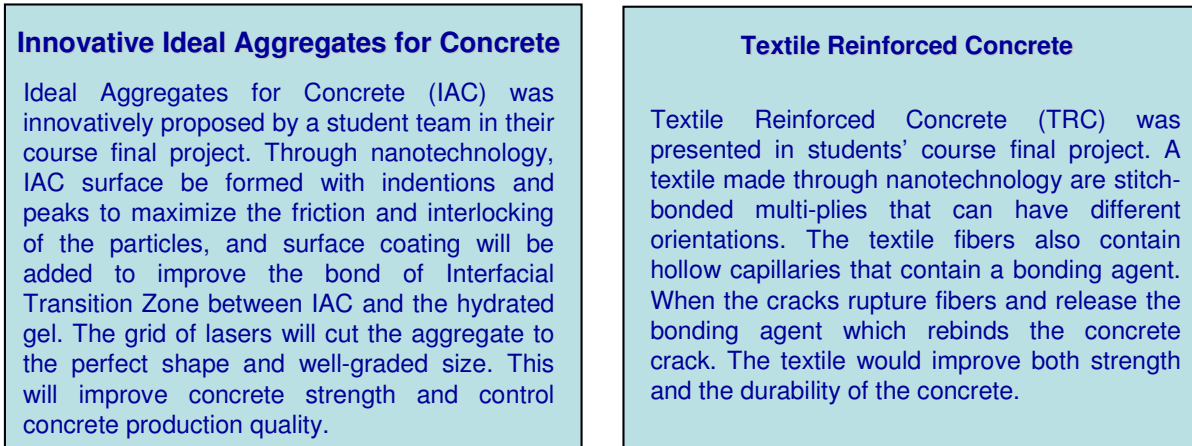 Innovative Ideal Aggregates for Concrete
Ideal Aggregates for Concrete (IAC) was
innovatively proposed by a student team in their
course final project. Through nanotechnology,
IAC surface be formed with indentions and
peaks to maximize the friction and interlocking
of the particles, and surface coating will be
added to improve the bond of Interfacial
Transition Zone between IAC and the hydrated
gel. The grid of lasers will cut the aggregate to
the perfect shape and well-graded size. This
will improve concrete strength and control
concrete production quality.
Textile Reinforced Concrete
Textile Reinforced Concrete (TRC) was
presented in students' course final project. A
textile made through nanotechnology are stitch-
bonded multi-plies that can have different
orientations. The textile fibers also contain
hollow capillaries that contain a bonding agent.
When the cracks rupture fibers and release the
bonding agent which rebinds the concrete
crack. The textile would improve both strength
and the durability of the concrete.